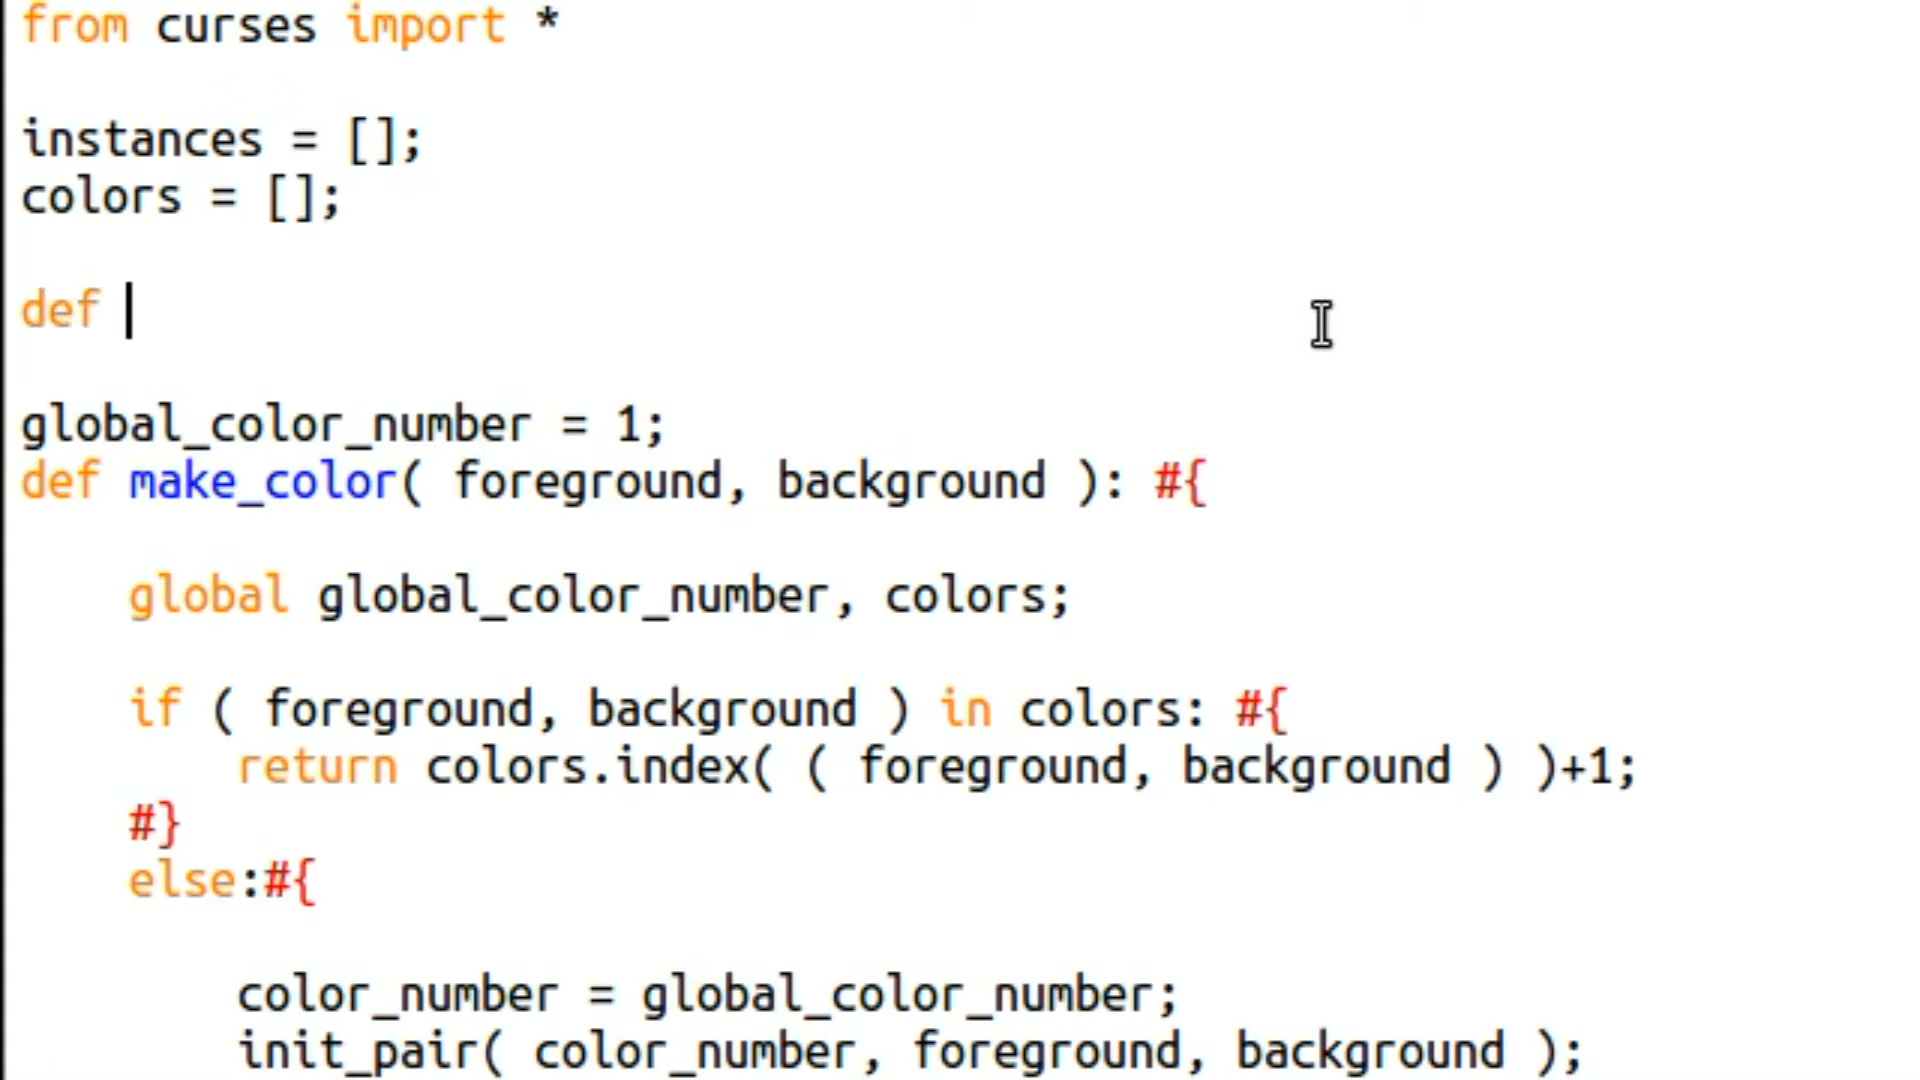 from curses import *
instances = [];
colors = [];
def
global_color_number = 1;
def make_color( foreground, background ): #{
global global_color_number, colors;
if ( foreground, background ) in colors: #{
return colors.index( ( foreground, background ) )+1;
#}
else:#{
color_number = global_color_number;
init_pair( color_number, foreground, background );